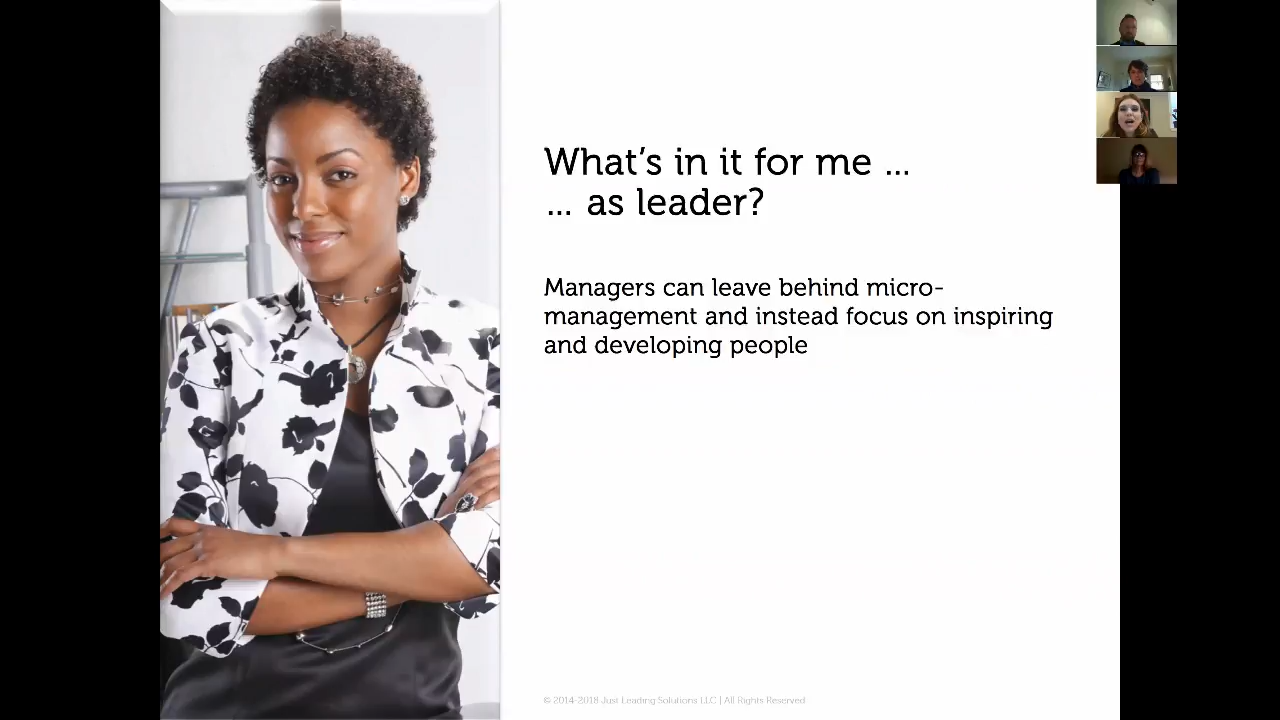 What’s in it for me ...
... as leader?
Managers can leave behind micro-
management and instead focus on inspiring
and developing people
© 2014-2018 Just Leading Solutions LLC | All Rights Reserved